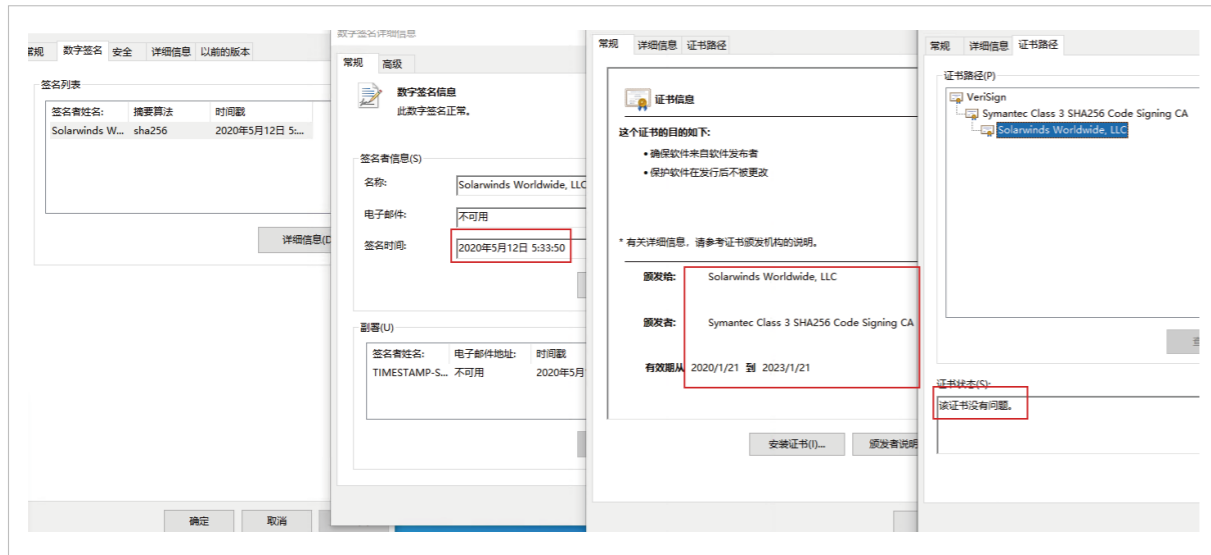 常规 数字签名 安全 详细信息 以前的版本
签名列表
签名者姓名: 摘要算法 时间戳
Solarwinds W... sha256 2020年5月12日 5:...
详细信息(D
确定 取消
数字签名详细信息
常规 高级
数字签名信息
此数字签名正常。
签名者信息(S)
名称: Solarwinds Worldwide, LLC
电子邮件: 不可用
签名时间: 2020年5月12日 5:33:50
副署(U)
签名者姓名: 电子邮件地址: 时间戳
TIMESTAMP-S... 不可用 2020年5月
常规 详细信息 证书路径
证书信息
这个证书的目的如下:
• 确保软件来自软件发布者
• 保护软件在发行后不被更改
* 有关详细信息，请参考证书颁发机构的说明。
颁发给: Solarwinds Worldwide, LLC
颁发者: Symantec Class 3 SHA256 Code Signing CA
有效期从 2020/1/21 到 2023/1/21
安装证书(I)... 颁发者说明
常规 详细信息 证书路径
证书路径(P)
VeriSign
Symantec Class 3 SHA256 Code Signing CA
Solarwinds Worldwide, LLC
证书状态(S):
该证书没有问题。